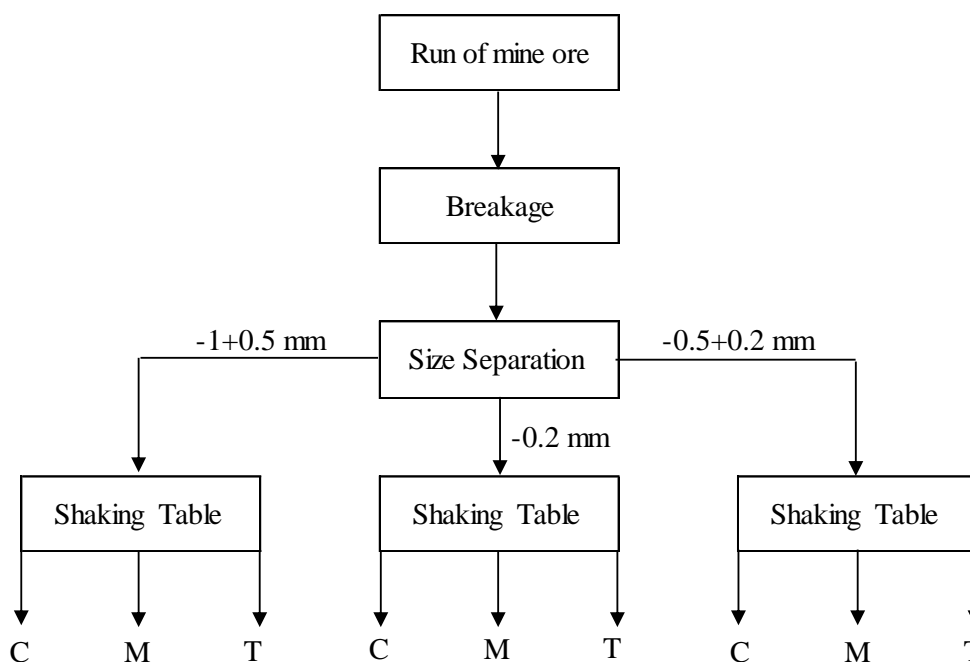 Run of mine ore
Breakage
-1+0.5 mm
Size Separation
-0.5+0.2 mm
-0.2 mm
Shaking Table
Shaking Table
Shaking Table
C M T C M T C M T